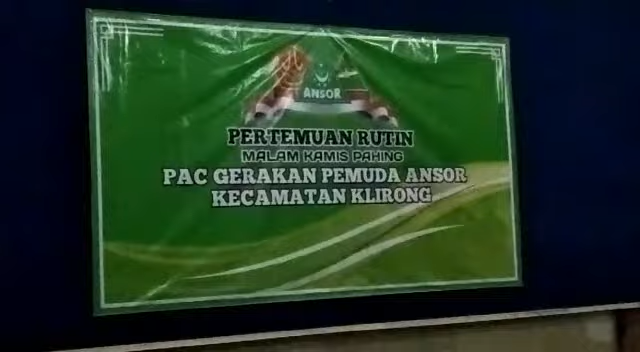 ANSOR
PERTEMUAN RUTIN
MALAM KAMIS PAHING
PAC GERAKAN PEMUDA ANSOR
KECAMATAN KLIRONG